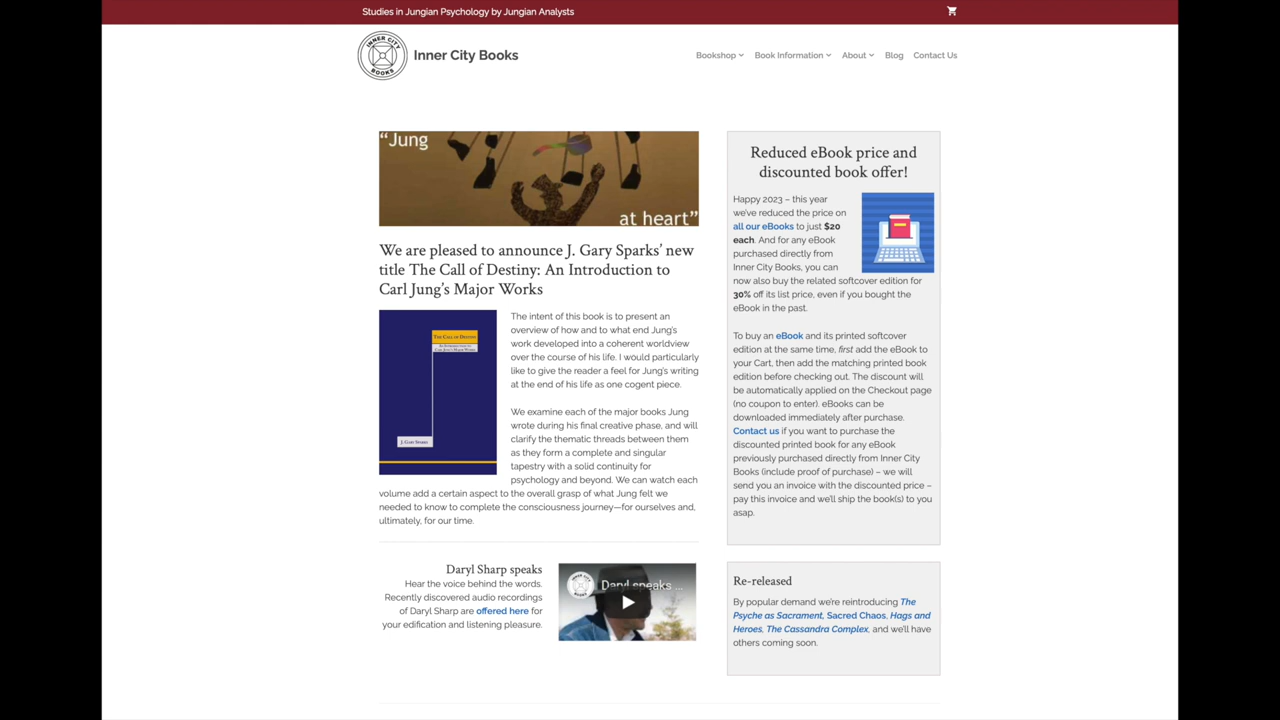 Studies in Jungian Psychology by Jungian Analysts
INNER CITY
BOOKS
Inner City Books
Bookshop
Book Information
About
Blog
Contact Us
“Jung
at heart”
We are pleased to announce J. Gary Sparks’ new
title The Call of Destiny: An Introduction to
Carl Jung’s Major Works
THE CALL OF DESTINY
AN INTRODUCTION TO
CARL JUNG'S MAJOR WORKS
J. GARY SPARKS
The intent of this book is to present an
overview of how and to what end Jung’s
work developed into a coherent worldview
over the course of his life. I would particularly
like to give the reader a feel for Jung’s writing
at the end of his life as one cogent piece.
We examine each of the major books Jung
wrote during his final creative phase, and will
clarify the thematic threads between them
as they form a complete and singular
tapestry with a solid continuity for
psychology and beyond. We can watch each
volume add a certain aspect to the overall grasp of what Jung felt we
needed to know to complete the consciousness journey—for ourselves and,
ultimately, for our time.
Daryl Sharp speaks
Hear the voice behind the words.
Recently discovered audio recordings
of Daryl Sharp are offered here for
your edification and listening pleasure.
INNER CITY
BOOKS
Daryl speaks ...
Reduced eBook price and
discounted book offer!
Happy 2023 – this year
we’ve reduced the price on
all our eBooks to just $20
each. And for any eBook
purchased directly from
Inner City Books, you can
now also buy the related softcover edition for
30% off its list price, even if you bought the
eBook in the past.
To buy an eBook and its printed softcover
edition at the same time, first add the eBook to
your Cart, then add the matching printed book
edition before checking out. The discount will
be automatically applied on the Checkout page
(no coupon to enter). eBooks can be
downloaded immediately after purchase.
Contact us if you want to purchase the
discounted printed book for any eBook
previously purchased directly from Inner City
Books (include proof of purchase) – we will
send you an invoice with the discounted price –
pay this invoice and we’ll ship the book(s) to you
asap.
Re-released
By popular demand we’re reintroducing The
Psyche as Sacrament, Sacred Chaos, Hags and
Heroes, The Cassandra Complex, and we’ll have
others coming soon.